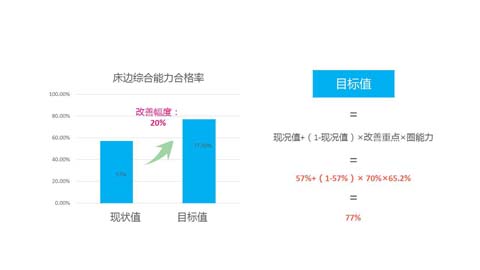 床边综合能力合格率
100.00%
80.00%
60.00%
40.00%
20.00%
0.00%
改善幅度：
20%
57%
77.00%
现状值
目标值
目标值
=
现况值+（1-现况值）×改善重点×圈能力
=
57%+（1-57%）× 70%×65.2%
=
77%